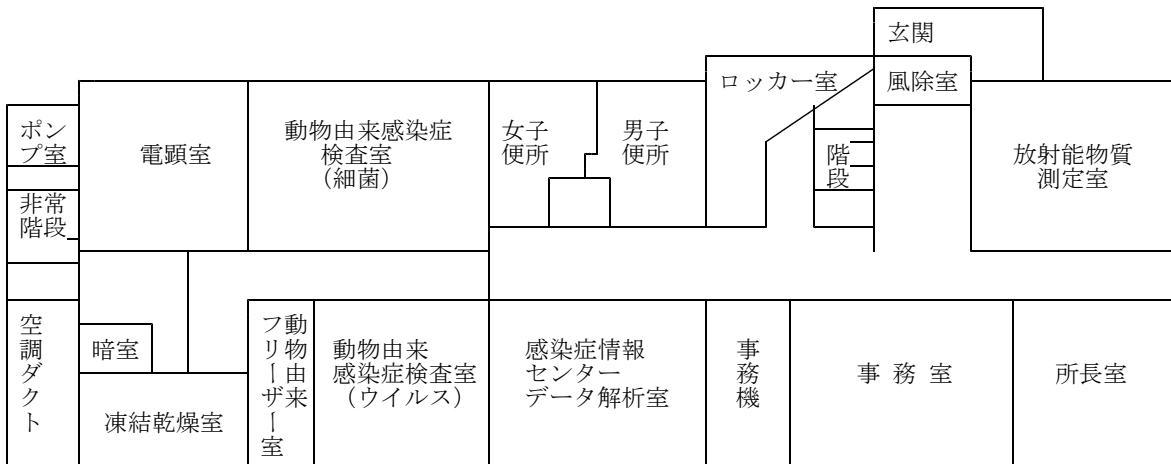 玄関
ロッカー室
風除室
ポン
プ室
電顕室
動物由来感染症
検査室
（細菌）
女子
便所
男子
便所
階
段
放射能物質
測定室
非常
階段
空調ダクト
暗室
凍結乾燥室
動物由来
フリーザー室
動物由来
感染症検査室
（ウイルス）
感染症情報
センター
データ解析室
事務機
事 務 室
所長室